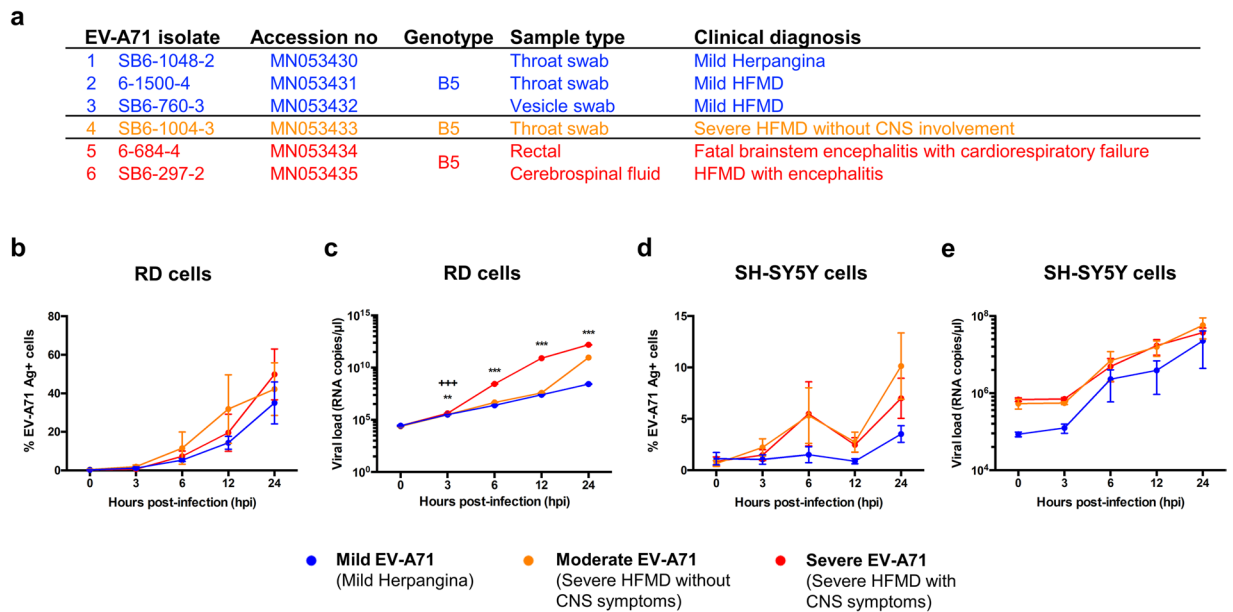 a
EV-A71 isolate Accession no Genotype Sample type Clinical diagnosis
1 SB6-1048-2 MN053430 Throat swab Mild Herpangina
2 6-1500-4 MN053431 B5 Throat swab Mild HFMD
3 SB6-760-3 MN053432 Vesicle swab Mild HFMD
4 SB6-1004-3 MN053433 B5 Throat swab Severe HFMD without CNS involvement
5 6-684-4 MN053434 B5 Rectal Fatal brainstem encephalitis with cardiorespiratory failure
6 SB6-297-2 MN053435 Cerebrospinal fluid HFMD with encephalitis
b
RD cells
% EV-A71 Ag+ cells
80
60
40
20
0
0 3 6 12 24
Hours post-infection (hpi)
c
RD cells
Viral load (RNA copies/µl)
10^15
10^10
10^5
10^0
+++
**
***
***
***
0 3 6 12 24
Hours post-infection (hpi)
d
SH-SY5Y cells
% EV-A71 Ag+ cells
15
10
5
0
0 3 6 12 24
Hours post-infection (hpi)
e
SH-SY5Y cells
Viral load (RNA copies/µl)
10^8
10^6
10^4
0 3 6 12 24
Hours post-infection (hpi)
Mild EV-A71
(Mild Herpangina)
Moderate EV-A71
(Severe HFMD without
CNS symptoms)
Severe EV-A71
(Severe HFMD with
CNS symptoms)